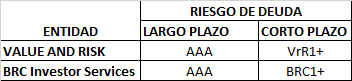 RIESGO DE DEUDA
ENTIDAD LARGO PLAZO CORTO PLAZO
VALUE AND RISK AAA VrR1+
BRC Investor Services AAA BRC1+